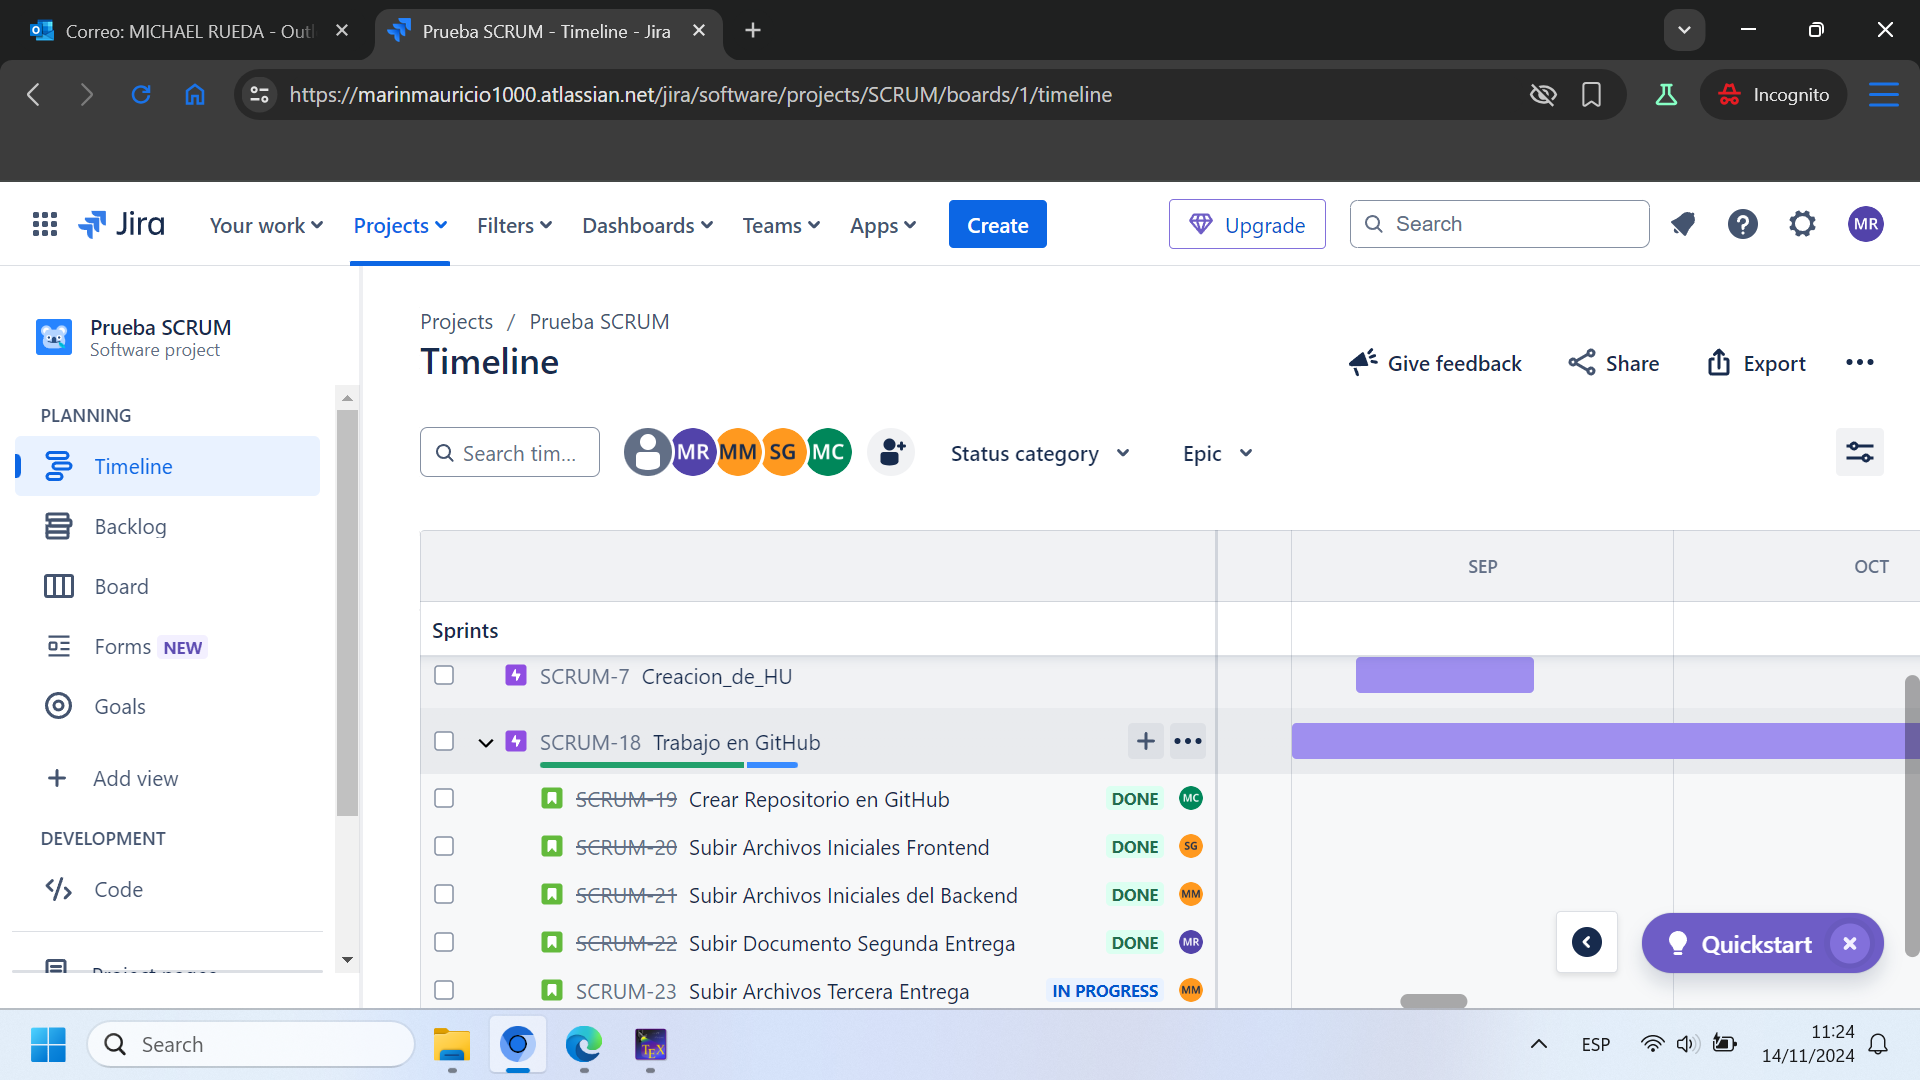 Correo: MICHAEL RUEDA - Outl
Prueba SCRUM - Timeline - Jira
https://marinmauricio1000.atlassian.net/jira/software/projects/SCRUM/boards/1/timeline
Incognito
Jira
Your work
Projects
Filters
Dashboards
Teams
Apps
Create
Upgrade
Search
MR
Prueba SCRUM
Software project
PLANNING
Timeline
Backlog
Board
Forms NEW
Goals
Add view
DEVELOPMENT
Code
Project pages
Projects / Prueba SCRUM
Timeline
Give feedback
Share
Export
Search tim...
MR
MM
SG
MC
Status category
Epic
SEP
OCT
Sprints
SCRUM-7 Creacion_de_HU
SCRUM-18 Trabajo en GitHub
SCRUM-19 Crear Repositorio en GitHub DONE MC
SCRUM-20 Subir Archivos Iniciales Frontend DONE SG
SCRUM-21 Subir Archivos Iniciales del Backend DONE MM
SCRUM-22 Subir Documento Segunda Entrega DONE MR
SCRUM-23 Subir Archivos Tercera Entrega IN PROGRESS MM
Quickstart
Search
TEX
ESP
11:24
14/11/2024